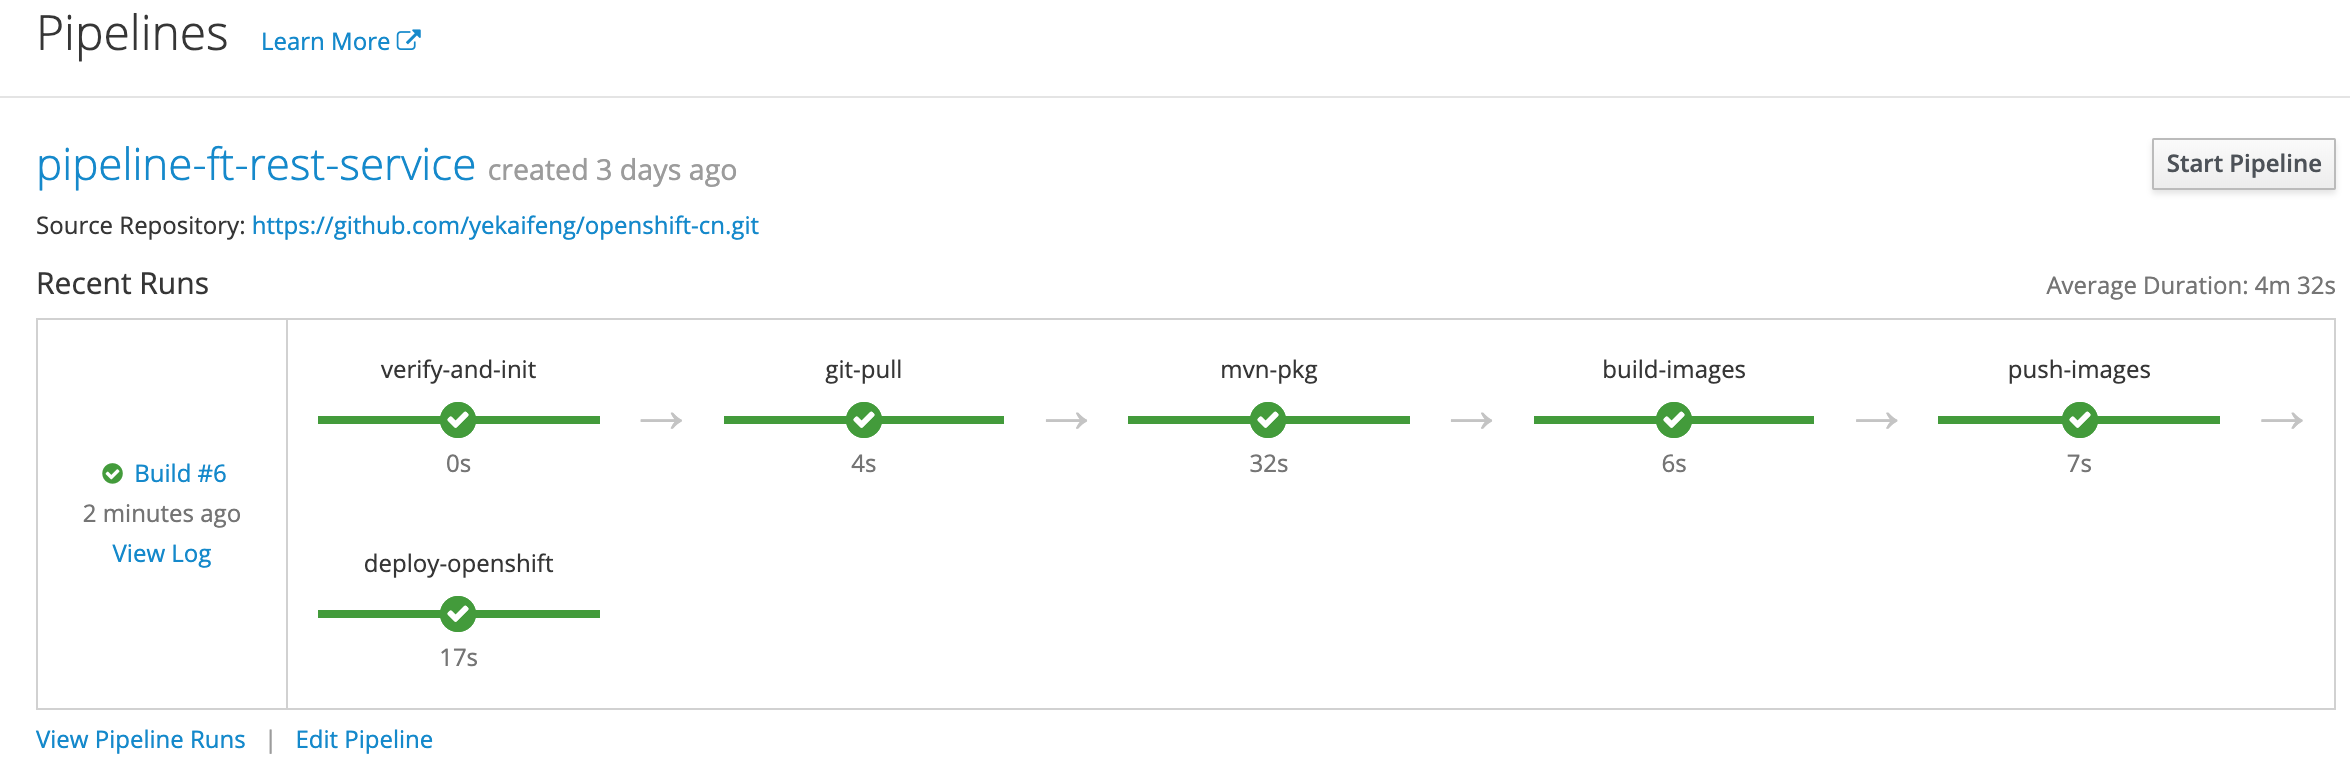 Pipelines Learn More
pipeline-ft-rest-service created 3 days ago
Start Pipeline
Source Repository: https://github.com/yekaifeng/openshift-cn.git
Recent Runs
Average Duration: 4m 32s
Build #6
2 minutes ago
View Log
verify-and-init
0s
git-pull
4s
mvn-pkg
32s
build-images
6s
push-images
7s
deploy-openshift
17s
View Pipeline Runs | Edit Pipeline